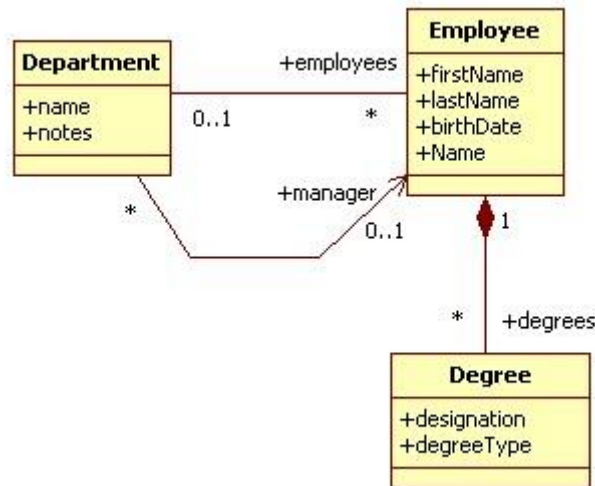 Department
+name
+notes
+employees
0..1
*
Employee
+firstName
+lastName
+birthDate
+Name
*
+manager
0..1
1
*
+degrees
Degree
+designation
+degreeType